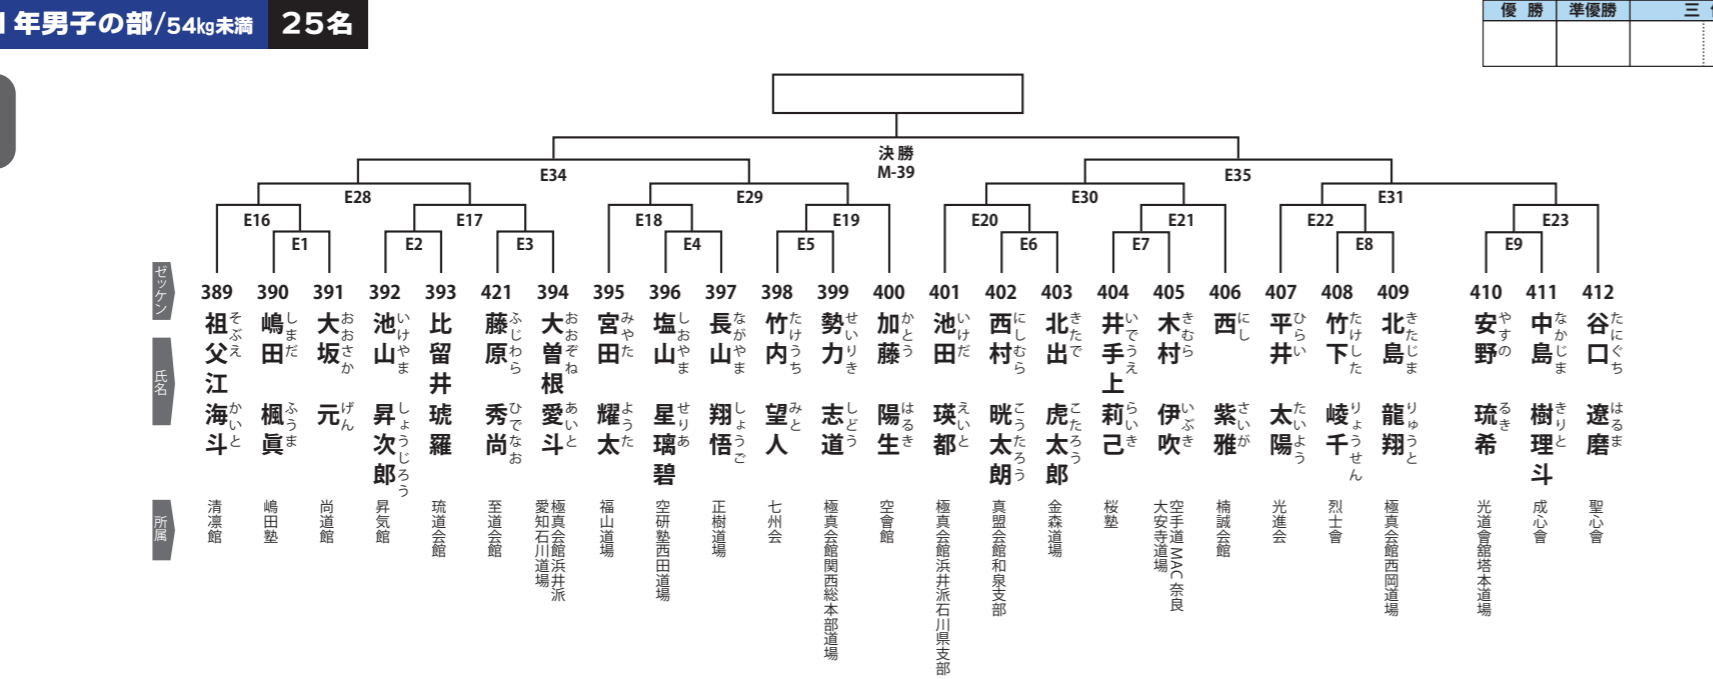 年男子の部/54kg未満 25名
優勝 準優勝 三
決勝
M-39
E34 E35
E28 E29 E30 E31
E16 E17 E18 E19 E20 E21 E22 E23
E1 E2 E3 E4 E5 E6 E7 E8 E9
ゼッケン
389 390 391 392 393 421 394 395 396 397 398 399 400 401 402 403 404 405 406 407 408 409 410 411 412
氏名
祖父江 海斗 そぶえ かいと
嶋田 楓眞 しまだ ふうま
大坂 元 おおさか げん
池山 昇次郎 いけやま しょうじろう
比留井 琥羅
藤原 秀尚 ふじわら ひでなお
大曽根 愛斗 おおぞね あいと
宮田 耀太 みやた ようた
塩山 星璃碧 しおやま せりあ
長山 翔悟 ながやま しょうご
竹内 望人 たけうち みと
勢力 志道 せいりき しどう
加藤 陽生 かとう はるき
池田 瑛都 いけだ えいと
西村 晄太朗 にしむら こうたろう
北出 虎太郎 きたで こたろう
井手上 莉己 いでうえ らいき
木村 伊吹 きむら いぶき
西 紫雅 にし さいが
平井 太陽 ひらい たいよう
竹下 崚千 たけした りょうせん
北島 龍翔 きたじま りゅうと
安野 琉希 やすの るき
中島 樹理斗 なかじま きりと
谷口 遼磨 たにぐち はるま
所属
清凛館
嶋田塾
尚道館
昇気館
琉道会館
至道会館
極真会館浜井派
愛知石川道場
福山道場
空研塾西田道場
正樹道場
七州会
極真会館関西総本部道場
空會館
極真会館浜井派石川県支部
真盟会館和泉支部
金森道場
桜塾
空手道MAC奈良
大安寺道場
楠誠会館
光進会
烈士會
極真会館西岡道場
光道會舘塔本道場
成心會
聖心會